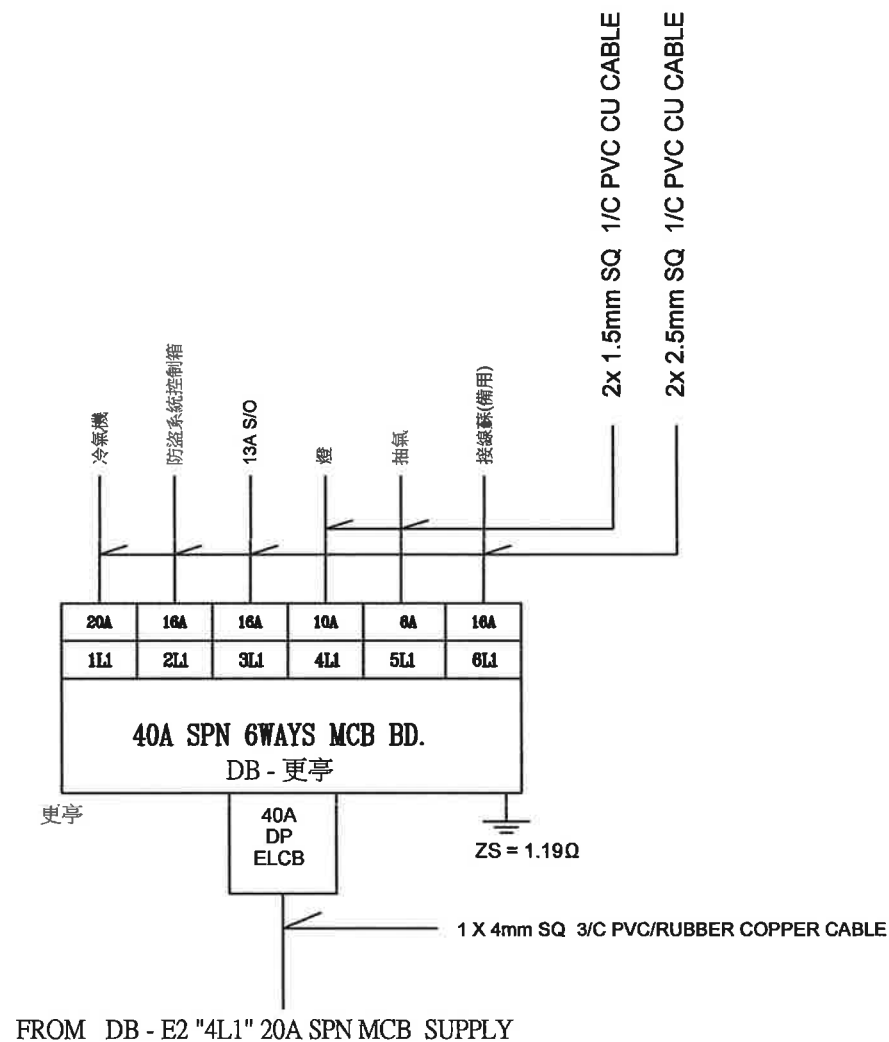 2x 1.5mm SQ 1/C PVC CU CABLE
2x 2.5mm SQ 1/C PVC CU CABLE
冷氣機
防盜系統控制箱
13A S/O
燈
抽氣
接線蘇(備用)
20A 16A 16A 10A 6A 16A
1L1 2L1 3L1 4L1 5L1 6L1
40A SPN 6WAYS MCB BD.
DB - 更亭
更亭
40A
DP
ELCB
ZS = 1.19Ω
1 X 4mm SQ 3/C PVC/RUBBER COPPER CABLE
FROM DB - E2 "4L1" 20A SPN MCB SUPPLY